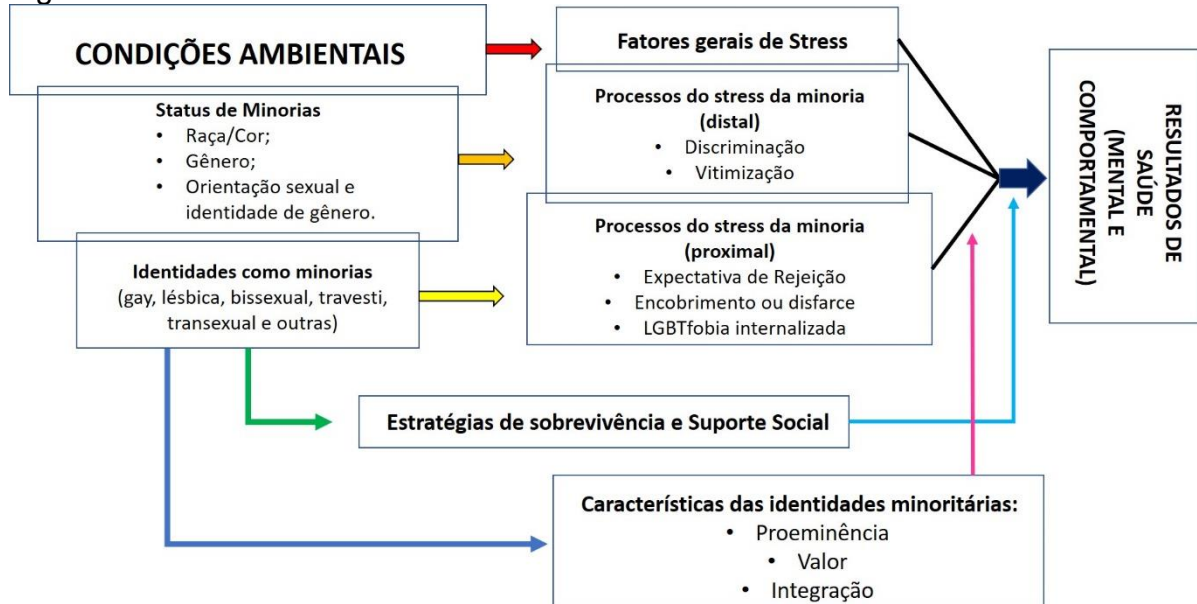 CONDIÇÕES AMBIENTAIS
Fatores gerais de Stress
Status de Minorias
• Raça/Cor;
• Gênero;
• Orientação sexual e
identidade de gênero.
Processos do stress da minoria
(distal)
• Discriminação
• Vitimização
Identidades como minorias
(gay, lésbica, bissexual, travesti,
transexual e outras)
Processos do stress da minoria
(proximal)
• Expectativa de Rejeição
• Encobrimento ou disfarce
• LGBTfobia internalizada
RESULTADOS DE
SAÚDE
(MENTAL E
COMPORTAMENTAL)
Estratégias de sobrevivência e Suporte Social
Características das identidades minoritárias:
• Proeminência
• Valor
• Integração